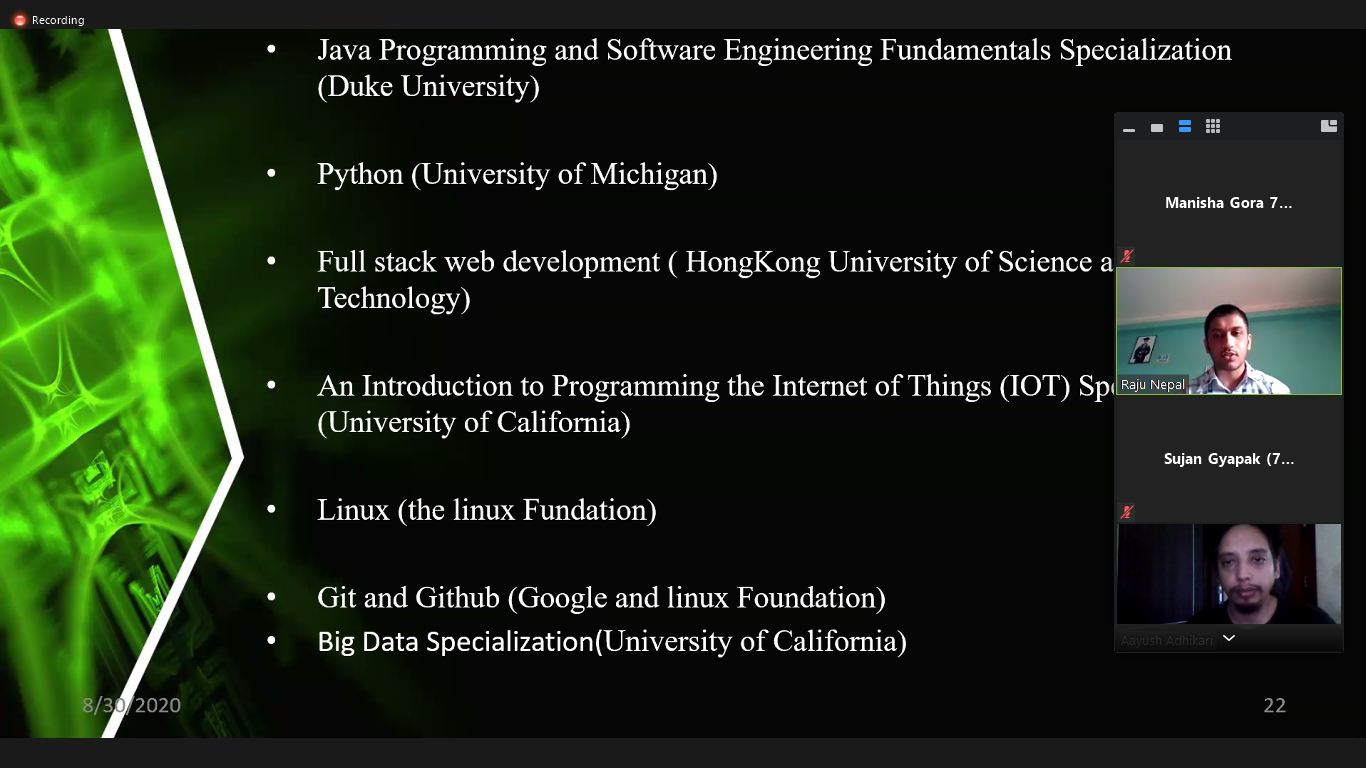 Recording
• Java Programming and Software Engineering Fundamentals Specialization
(Duke University)
• Python (University of Michigan)
• Full stack web development ( HongKong University of Science a
Technology)
• An Introduction to Programming the Internet of Things (IOT) Spe
(University of California)
• Linux (the linux Fundation)
• Git and Github (Google and linux Foundation)
• Big Data Specialization(University of California)
8/30/2020
22
Manisha Gora 7...
Raju Nepal
Sujan Gyapak (7...
Aayush Adhikari